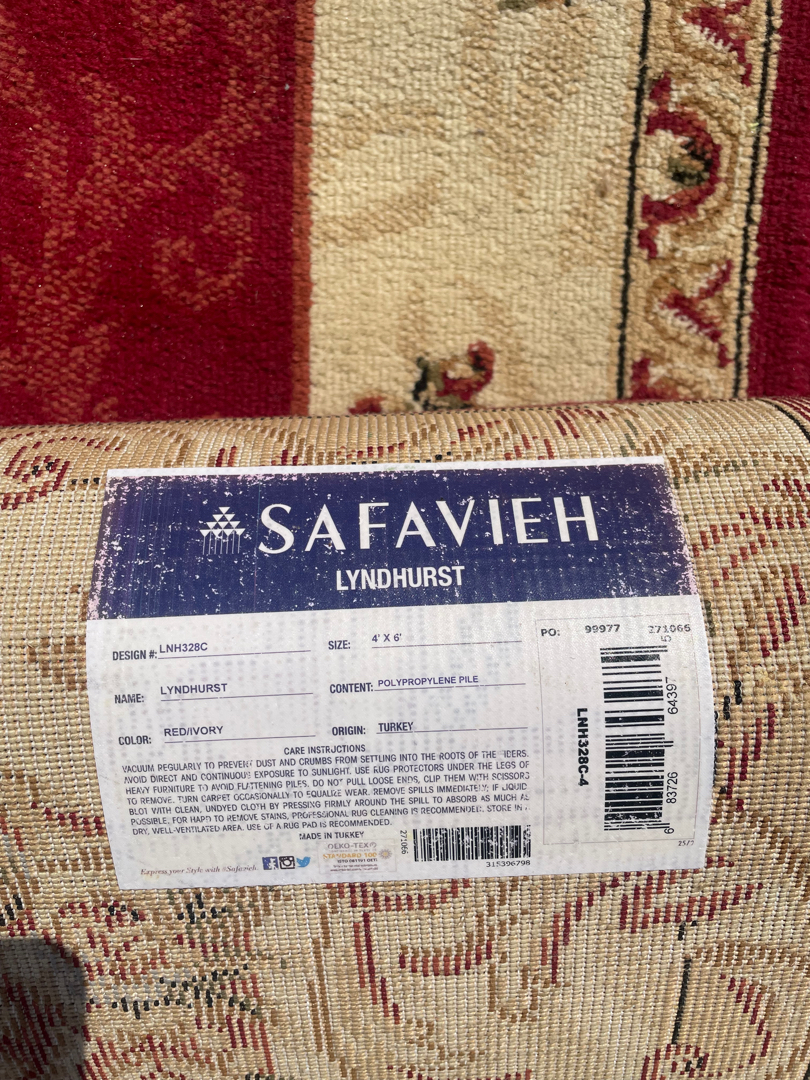 SAFAVIEH
LYNDHURST
DESIGN #: LNH328C
SIZE: 4' X 6'
NAME: LYNDHURST
CONTENT: POLYPROPYLENE PILE
COLOR: RED/IVORY
ORIGIN: TURKEY
CARE INSTRUCTIONS
VACUUM REGULARLY TO PREVENT DUST AND CRUMBS FROM SETTLING INTO THE ROOTS OF THE
AVOID DIRECT AND CONTINUOUS EXPOSURE TO SUNLIGHT. USE RUG PROTECTORS UNDER THE LEGS OF
HEAVY FURNITURE TO AVOID FLATTENING PILES. DO NOT PULL LOOSE ENDS, CLIP THEM WITH SCISSORS
TO REMOVE. TURN CARPET OCCASIONALLY TO EQUALIZE WEAR. REMOVE SPILLS IMMEDIATELY; IF LIQUID,
BLOT WITH CLEAN, UNDYED CLOTH BY PRESSING FIRMLY AROUND THE SPILL TO ABSORB AS MUCH AS
POSSIBLE. FOR HARD TO REMOVE STAINS, PROFESSIONAL RUG CLEANING IS RECOMMENDED. STORE IN
DRY, WELL-VENTILATED AREA. USE OF A RUG PAD IS RECOMMENDED.
MADE IN TURKEY
OEKO-TEX®
STANDARD 100
Express your Style with #Safavieh
271066
315396798
PO: 99977 271066
LNH328C-4
6 83726 64397 5